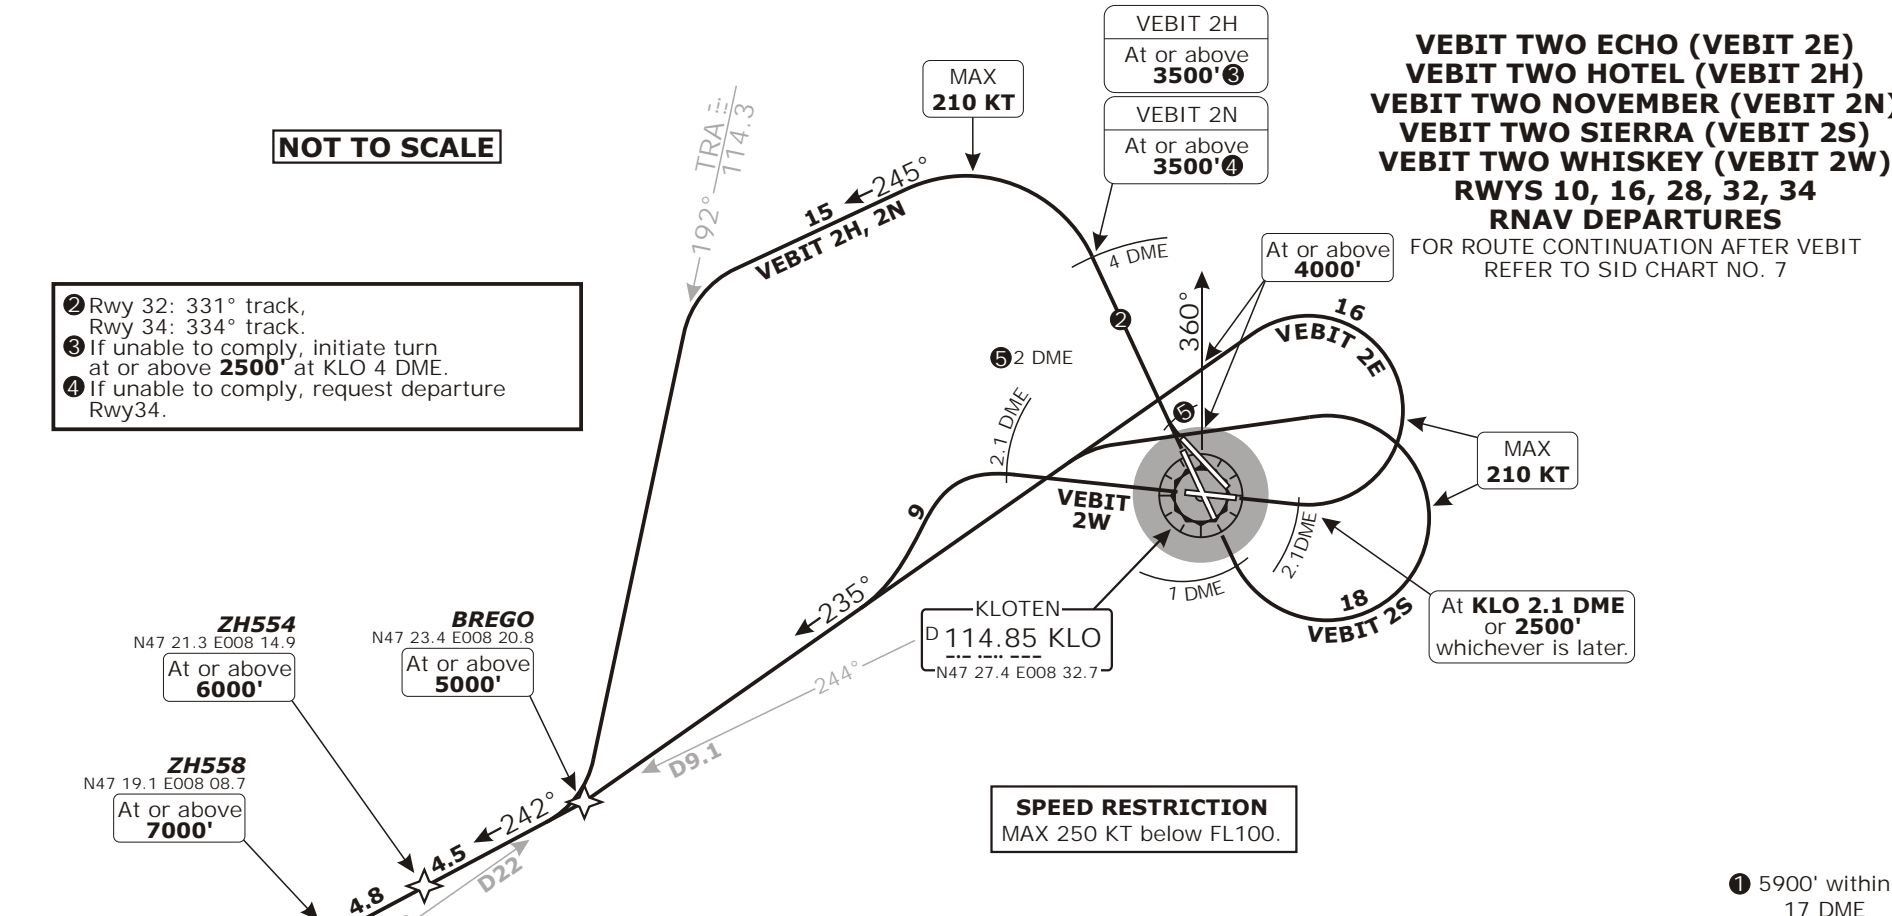 VEBIT TWO ECHO (VEBIT 2E)
VEBIT TWO HOTEL (VEBIT 2H)
VEBIT TWO NOVEMBER (VEBIT 2N)
VEBIT TWO SIERRA (VEBIT 2S)
VEBIT TWO WHISKEY (VEBIT 2W)
RWYS 10, 16, 28, 32, 34
RNAV DEPARTURES
FOR ROUTE CONTINUATION AFTER VEBIT
REFER TO SID CHART NO. 7
VEBIT 2H
At or above
3500'❸
VEBIT 2N
At or above
3500'❹
MAX
210 KT
NOT TO SCALE
192° TRA
114.3
245°
15
VEBIT 2H, 2N
4 DME
At or above
4000'
❷
360°
16
VEBIT 2E
❷ Rwy 32: 331° track,
Rwy 34: 334° track.
❸ If unable to comply, initiate turn
at or above 2500' at KLO 4 DME.
❹ If unable to comply, request departure
Rwy34.
❺ 2 DME
❺
2.1 DME
MAX
210 KT
VEBIT
2W
9
2.1DME
1 DME
18
VEBIT 2S
At KLO 2.1 DME
or 2500'
whichever is later.
235°
KLOTEN
D 114.85 KLO
N47 27.4 E008 32.7
244°
D9.1
ZH554
N47 21.3 E008 14.9
At or above
6000'
BREGO
N47 23.4 E008 20.8
At or above
5000'
ZH558
N47 19.1 E008 08.7
At or above
7000'
242°
4.5
D22
4.8
SPEED RESTRICTION
MAX 250 KT below FL100.
❶ 5900' within
17 DME